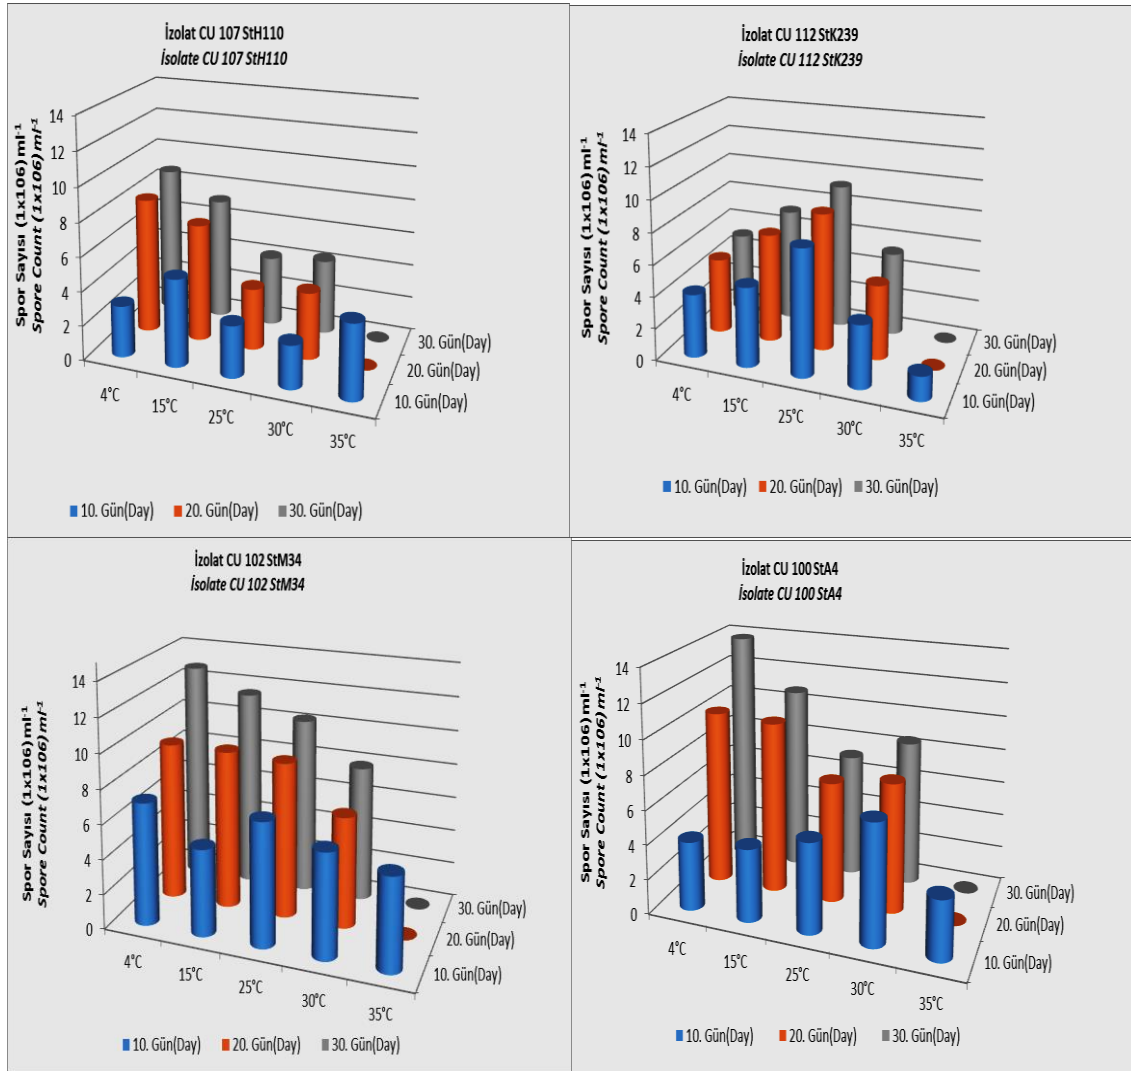 İzolat CU 107 StH110
İsolate CU 107 StH110
Spor Sayısı (1x106) ml-1
Spore Count (1x106) ml-1
14
12
10
8
6
4
2
0
4°C
15°C
25°C
30°C
35°C
30. Gün(Day)
20. Gün(Day)
10. Gün(Day)
10. Gün(Day) 20. Gün(Day) 30. Gün(Day)
İzolat CU 112 StK239
İsolate CU 112 StK239
Spor Sayısı (1x106) ml-1
Spore Count (1x106) ml-1
14
12
10
8
6
4
2
0
4°C
15°C
25°C
30°C
35°C
30. Gün(Day)
20. Gün(Day)
10. Gün(Day)
10. Gün(Day) 20. Gün(Day) 30. Gün(Day)
İzolat CU 102 StM34
İsolate CU 102 StM34
Spor Sayısı (1x106) ml-1
Spore Count (1x106) ml-1
14
12
10
8
6
4
2
0
4°C
15°C
25°C
30°C
35°C
30. Gün(Day)
20. Gün(Day)
10. Gün(Day)
10. Gün(Day) 20. Gün(Day) 30. Gün(Day)
İzolat CU 100 StA4
İsolate CU 100 StA4
Spor Sayısı (1x106) ml-1
Spore Count (1x106) ml-1
14
12
10
8
6
4
2
0
4°C
15°C
25°C
30°C
35°C
30. Gün(Day)
20. Gün(Day)
10. Gün(Day)
10. Gün(Day) 20. Gün(Day) 30. Gün(Day)